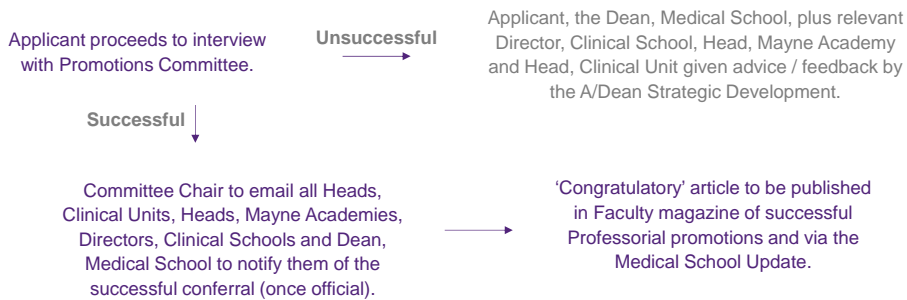 Applicant proceeds to interview
with Promotions Committee.
Unsuccessful
Applicant, the Dean, Medical School, plus relevant
Director, Clinical School, Head, Mayne Academy
and Head, Clinical Unit given advice / feedback by
the A/Dean Strategic Development.
Successful
Committee Chair to email all Heads,
Clinical Units, Heads, Mayne Academies,
Directors, Clinical Schools and Dean,
Medical School to notify them of the
successful conferral (once official).
‘Congratulatory’ article to be published
in Faculty magazine of successful
Professorial promotions and via the
Medical School Update.